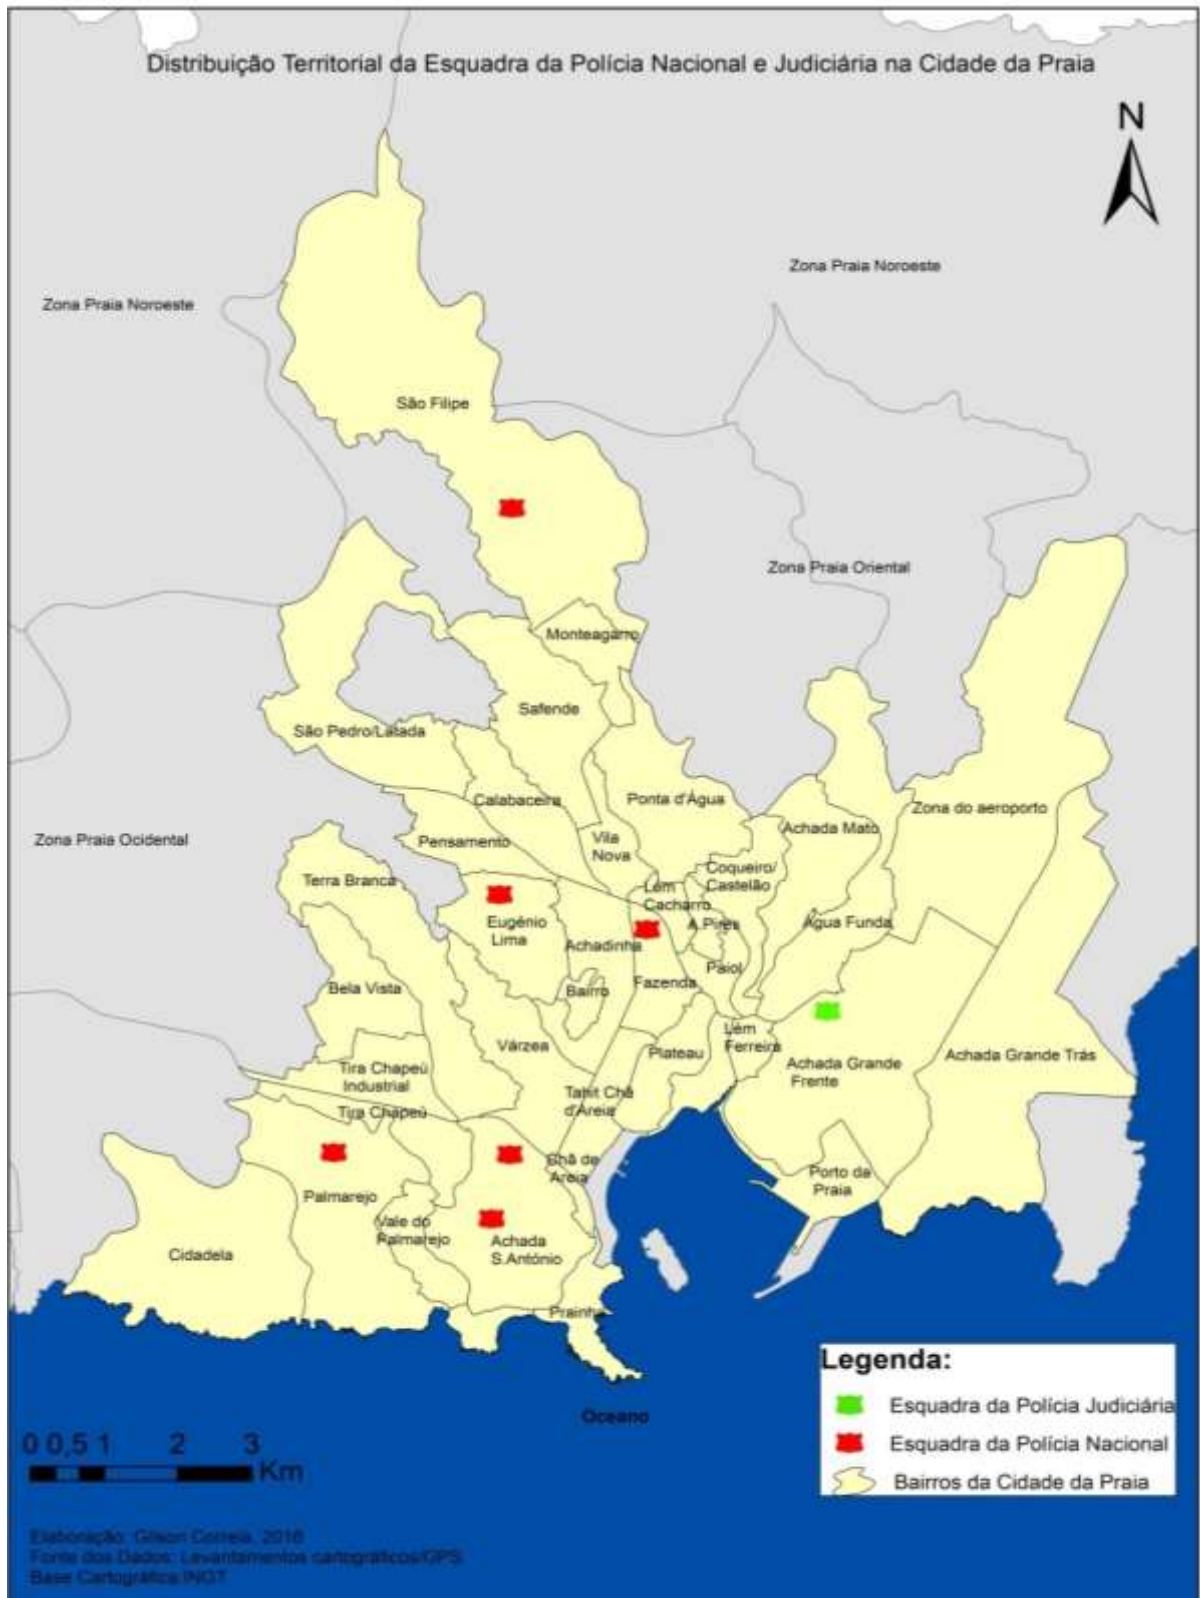 Distribuição Territorial da Esquadra da Polícia Nacional e Judiciária na Cidade da Praia
N
Zona Praia Noroeste
Zona Praia Noroeste
São Filipe
Zona Praia Oriental
Monteagarro
Safende
São Pedro/Latada
Calabaceira
Ponta d'Água
Zona do aeroporto
Achada Mato
Zona Praia Ocidental
Pensamento
Vila
Nova
Coqueiro/
Castelão
Terra Branca
Lém
Cacharro
Eugénio
Lima
A.Pires
Água Funda
Achadinha
Paiol
Fazenda
Bela Vista
Bairro
Várzea
Plateau
Lém
Ferreira
Achada Grande
Frente
Achada Grande Trás
Tira Chapeú
Industrial
Tira Chapeú
Tahit Chã
d'Areia
Chã de
Areia
Porto da
Praia
Palmarejo
Vale do
Palmarejo
Achada
S.António
Cidadela
Prainha
Oceano
Legenda:
Esquadra da Polícia Judiciária
Esquadra da Polícia Nacional
Bairros da Cidade da Praia
0 0,5 1 2 3
Km
Elaboração: Gilson Correia, 2016
Fonte dos Dados: Levantamentos cartográficos/GPS
Base Cartográfica:INGT